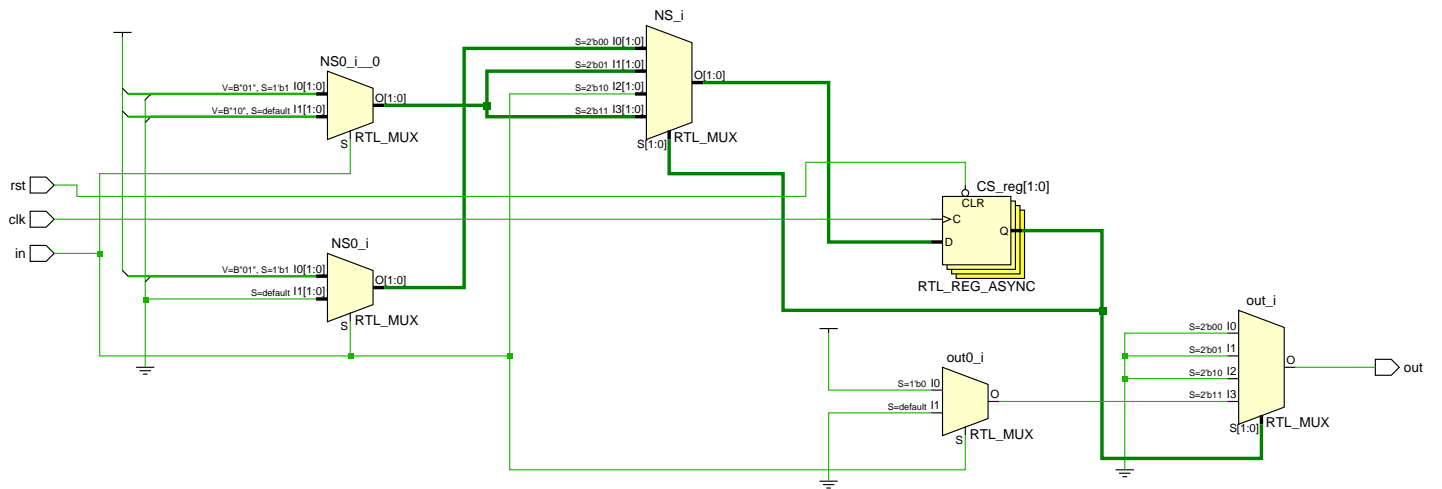 NS_i
S=2'b00 I0[1:0]
S=2'b01 I1[1:0]
S=2'b10 I2[1:0]
S=2'b11 I3[1:0]
O[1:0]
S[1:0]
RTL_MUX
NS0_i__0
V=B"01", S=1'b1 I0[1:0]
V=B"10", S=default I1[1:0]
O[1:0]
S
RTL_MUX
rst
clk
in
CS_reg[1:0]
CLR
C
D
Q
RTL_REG_ASYNC
NS0_i
V=B"01", S=1'b1 I0[1:0]
S=default I1[1:0]
O[1:0]
S
RTL_MUX
out0_i
S=1'b0 I0
S=default I1
O
S
RTL_MUX
out_i
S=2'b00 I0
S=2'b01 I1
S=2'b10 I2
S=2'b11 I3
O
S[1:0]
RTL_MUX
out